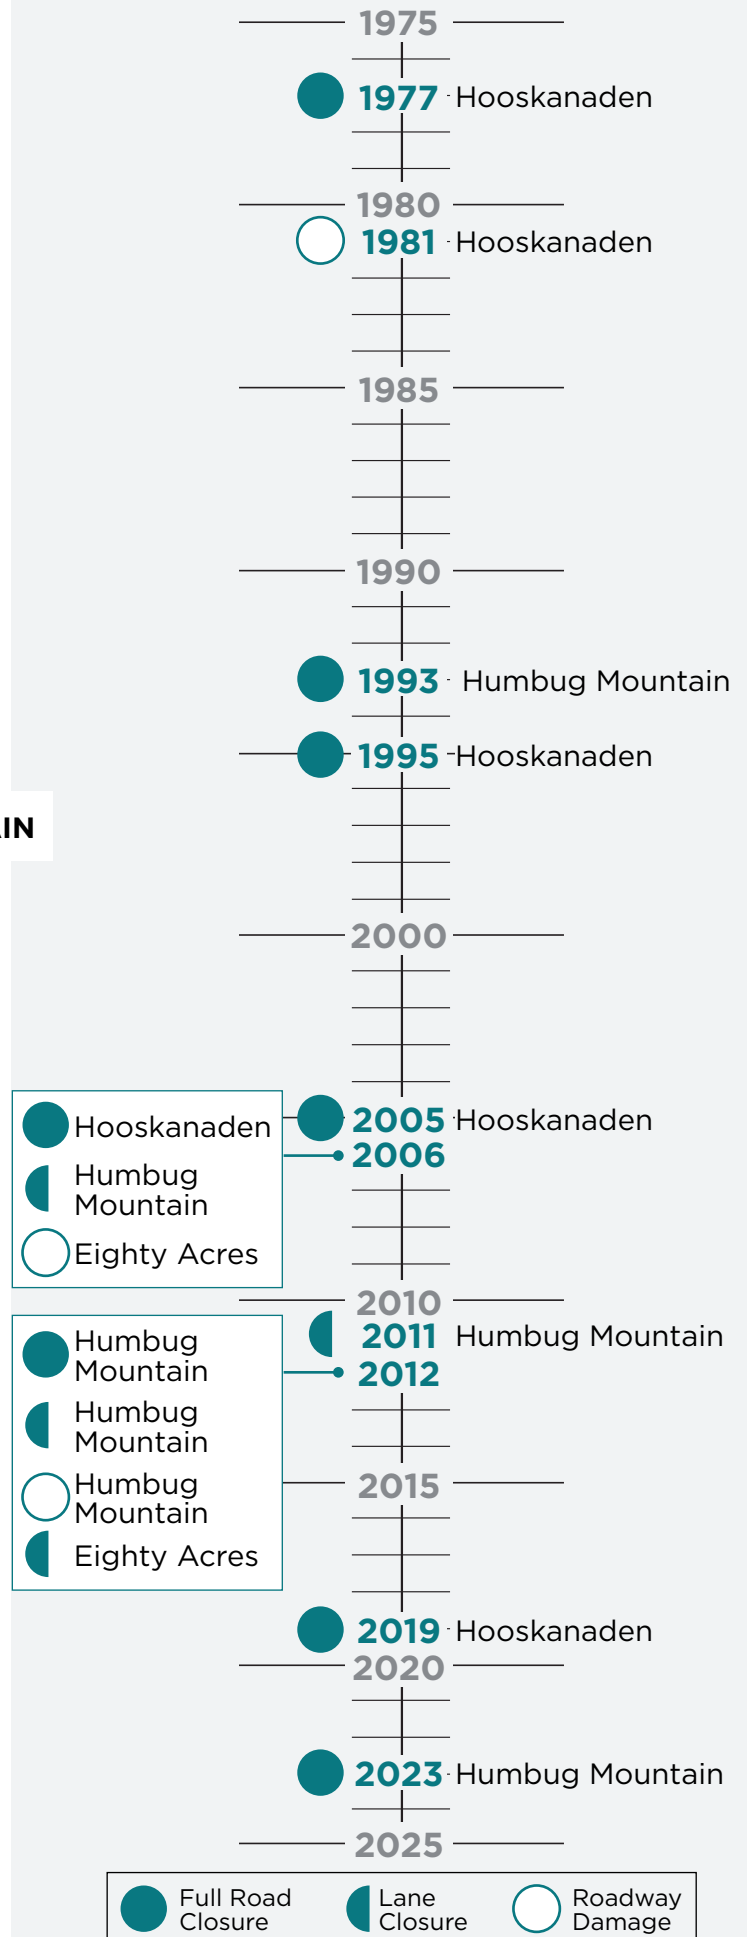 1975
1977 Hooskanaden
1980
1981 Hooskanaden
1985
1990
1993 Humbug Mountain
1995 Hooskanaden
AIN
2000
2005 Hooskanaden
2006
Hooskanaden
Humbug
Mountain
Eighty Acres
2010
2011 Humbug Mountain
2012
Humbug
Mountain
Humbug
Mountain
Humbug
Mountain
Eighty Acres
2015
2019 Hooskanaden
2020
2023 Humbug Mountain
2025
Full Road
Closure
Lane
Closure
Roadway
Damage